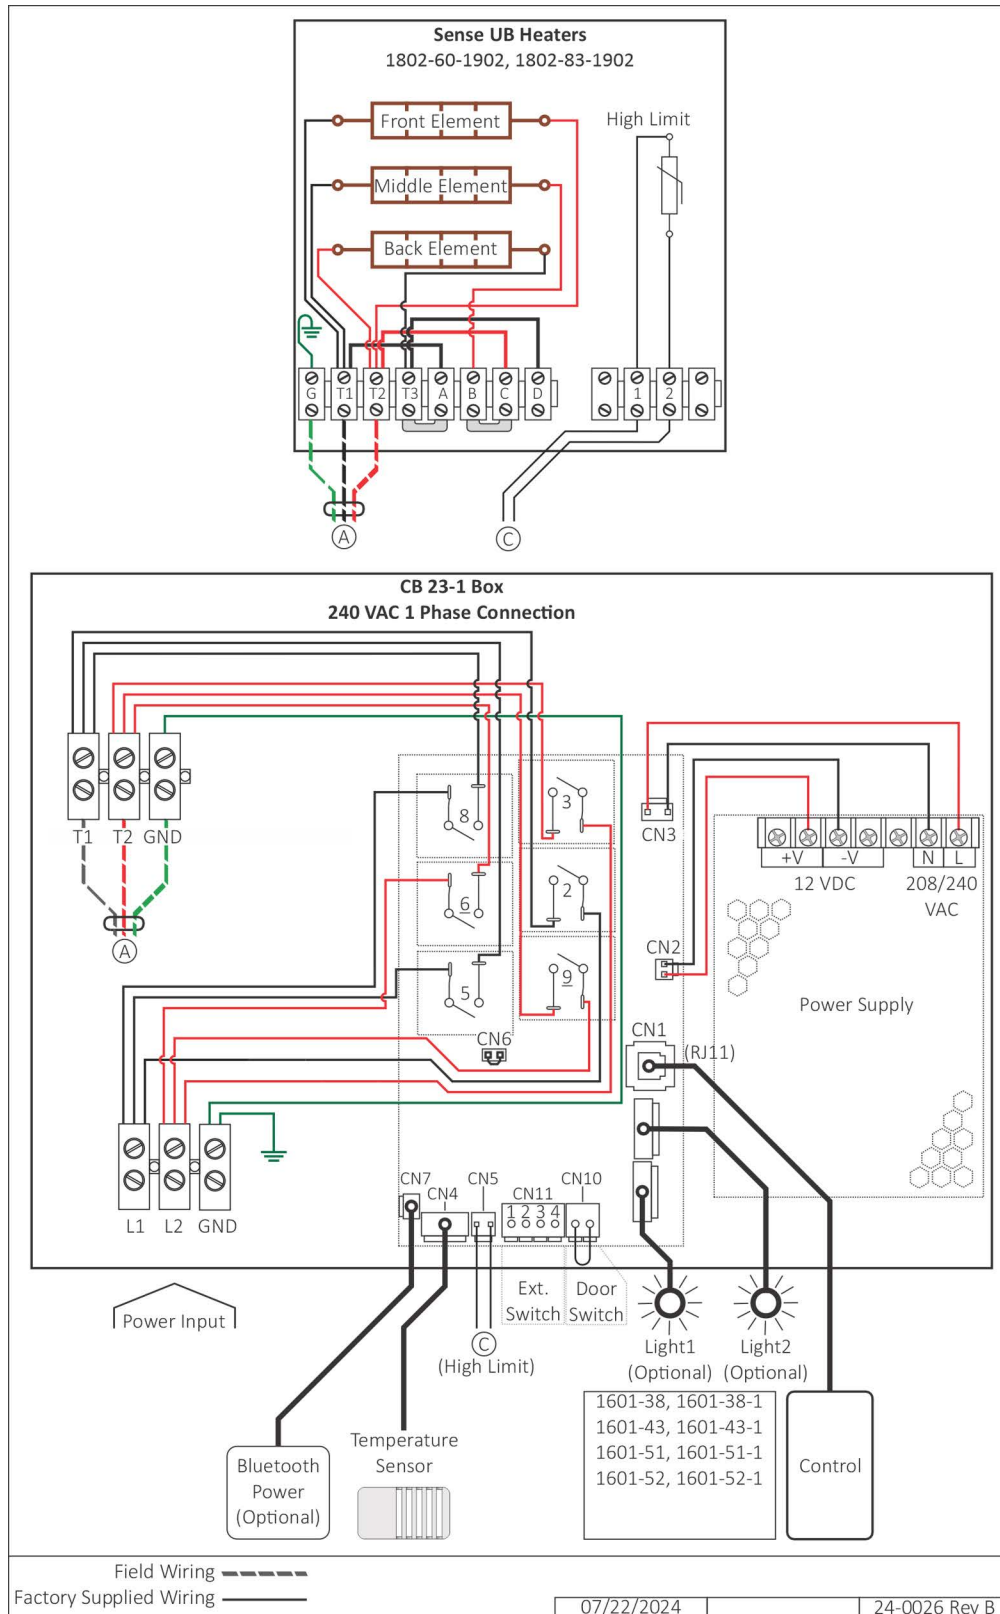 Sense UB Heaters
1802-60-1902, 1802-83-1902
Front Element
High Limit
Middle Element
Back Element
G T1 T2 T3 A B C D 1 2
A
C
CB 23-1 Box
240 VAC 1 Phase Connection
8
3
T1 T2 GND
CN3
+V -V N L
12 VDC 208/240
VAC
6
2
A
CN2
5
9
Power Supply
CN6
CN1
(RJ11)
L1 L2 GND
CN7
CN4
CN5
CN11
CN10
1 2 3 4
Ext.
Switch
Door
Switch
Power Input
C
(High Limit)
Light1
(Optional)
Light2
(Optional)
1601-38, 1601-38-1
1601-43, 1601-43-1
1601-51, 1601-51-1
1601-52, 1601-52-1
Control
Bluetooth
Power
(Optional)
Temperature
Sensor
Field Wiring
Factory Supplied Wiring
07/22/2024
24-0026 Rev B